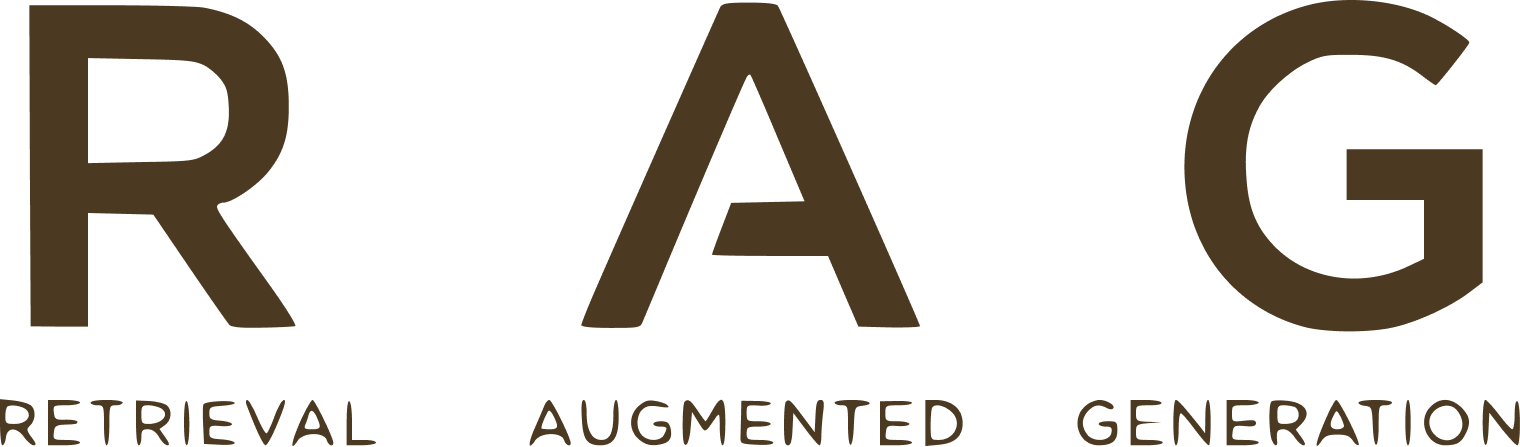 R A G
RETRIEVAL AUGMENTED GENERATION